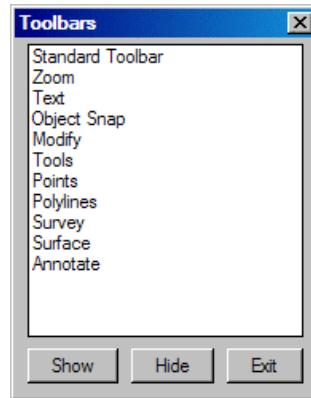 Toolbars
Standard Toolbar
Zoom
Text
Object Snap
Modify
Tools
Points
Polylines
Survey
Surface
Annotate
Show Hide Exit